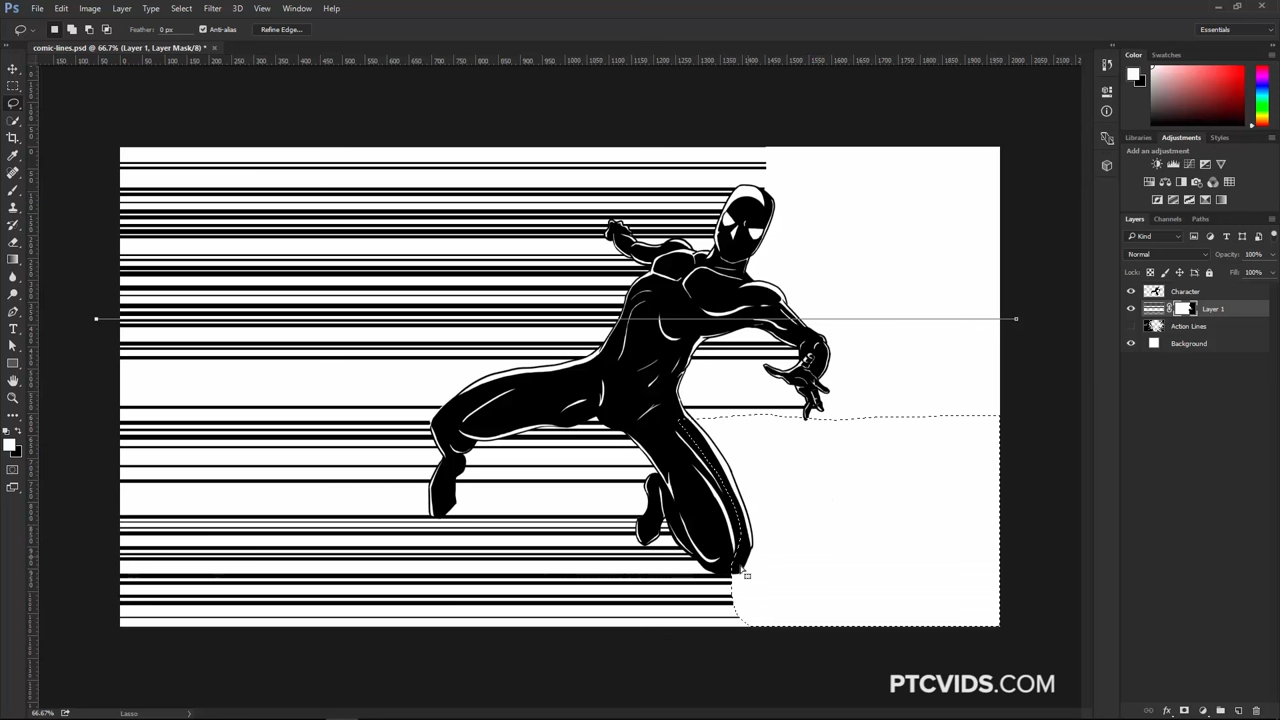 Ps File Edit Image Layer Type Select Filter 3D View Window Help
Feather: 0 px Anti-alias Refine Edge... Essentials
comic-lines.psd @ 66.7% (Layer 1, Layer Mask/8) *
Color Swatches
Libraries Adjustments Styles
Add an adjustment
Layers Channels Paths
Kind
Normal Opacity: 100%
Lock: Fill: 100%
Character
Layer 1
Action Lines
Background
PTCVIDS.COM
66.67% Lasso